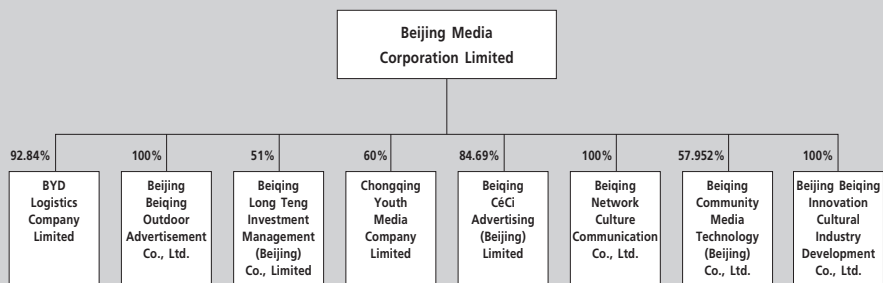 Beijing Media
Corporation Limited
92.84%
100%
51%
60%
84.69%
100%
57.952%
100%
BYD
Logistics
Company
Limited
Beijing
Beiqing
Outdoor
Advertisement
Co., Ltd.
Beiqing
Long Teng
Investment
Management
(Beijing)
Co., Limited
Chongqing
Youth
Media
Company
Limited
Beiqing
CéCi
Advertising
(Beijing)
Limited
Beiqing
Network
Culture
Communication
Co., Ltd.
Beiqing
Community
Media
Technology
(Beijing)
Co., Ltd.
Beijing Beiqing
Innovation
Cultural
Industry
Development
Co., Ltd.